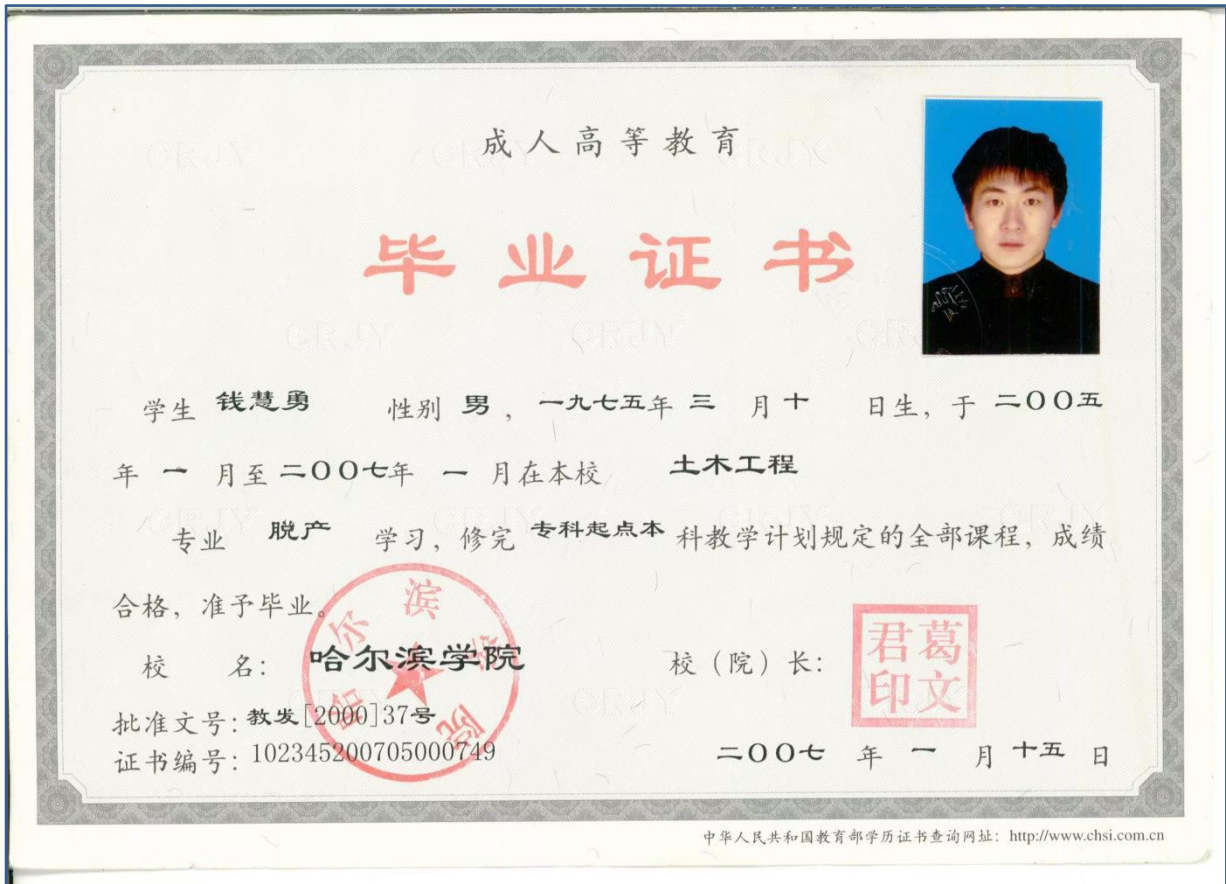 成人高等教育
毕业证书
学生 钱慧勇 性别 男，一九七五年 三 月 十 日生，于 二〇〇五
年 一 月至 二〇〇七年 一 月在本校 土木工程
专业 脱产 学习，修完 专科起点本 科教学计划规定的全部课程，成绩
合格，准予毕业。
哈尔滨学院
校 名：哈尔滨学院 校（院）长：
葛文君印
批准文号：教发[2000]37号
证书编号：102345200705000749 二〇〇七 年 一 月 十五 日
中华人民共和国教育部学历证书查询网址：http://www.chsi.com.cn